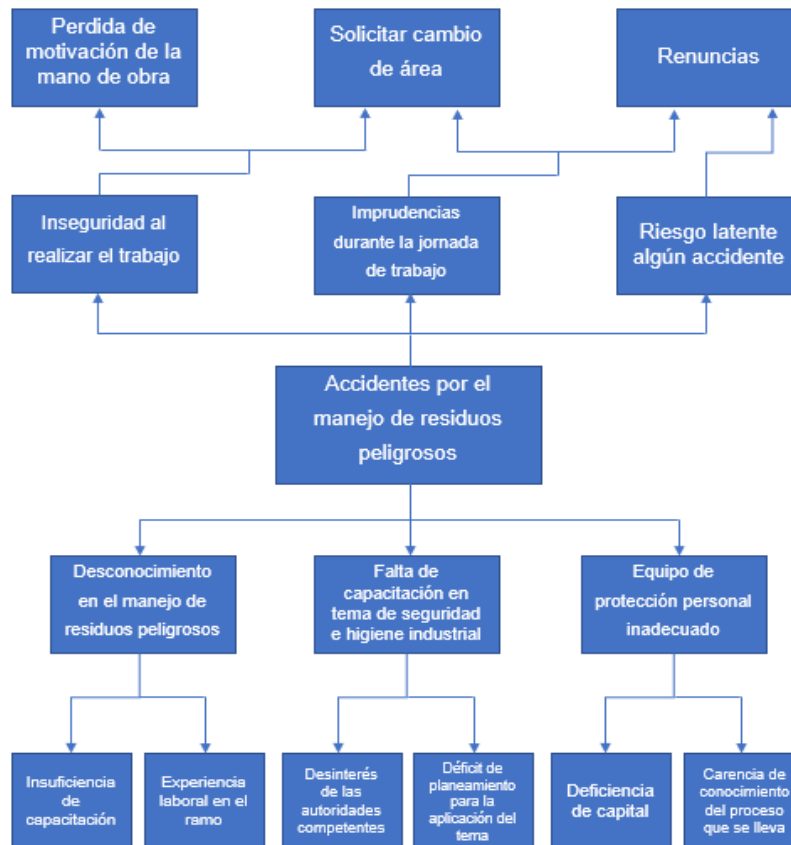 Perdida de
motivación de la
mano de obra
Solicitar cambio
de área
Renuncias
Inseguridad al
realizar el trabajo
Imprudencias
durante la jornada
de trabajo
Riesgo latente
algún accidente
Accidentes por el
manejo de residuos
peligrosos
Desconocimiento
en el manejo de
residuos peligrosos
Falta de
capacitación en
tema de seguridad
e higiene industrial
Equipo de
protección personal
inadecuado
Insuficiencia
de
capacitación
Experiencia
laboral en el
ramo
Desinterés
de las
autoridades
competentes
Déficit de
planeamiento
para la
aplicación del
tema
Deficiencia
de capital
Carencia de
conocimiento
del proceso
que se lleva